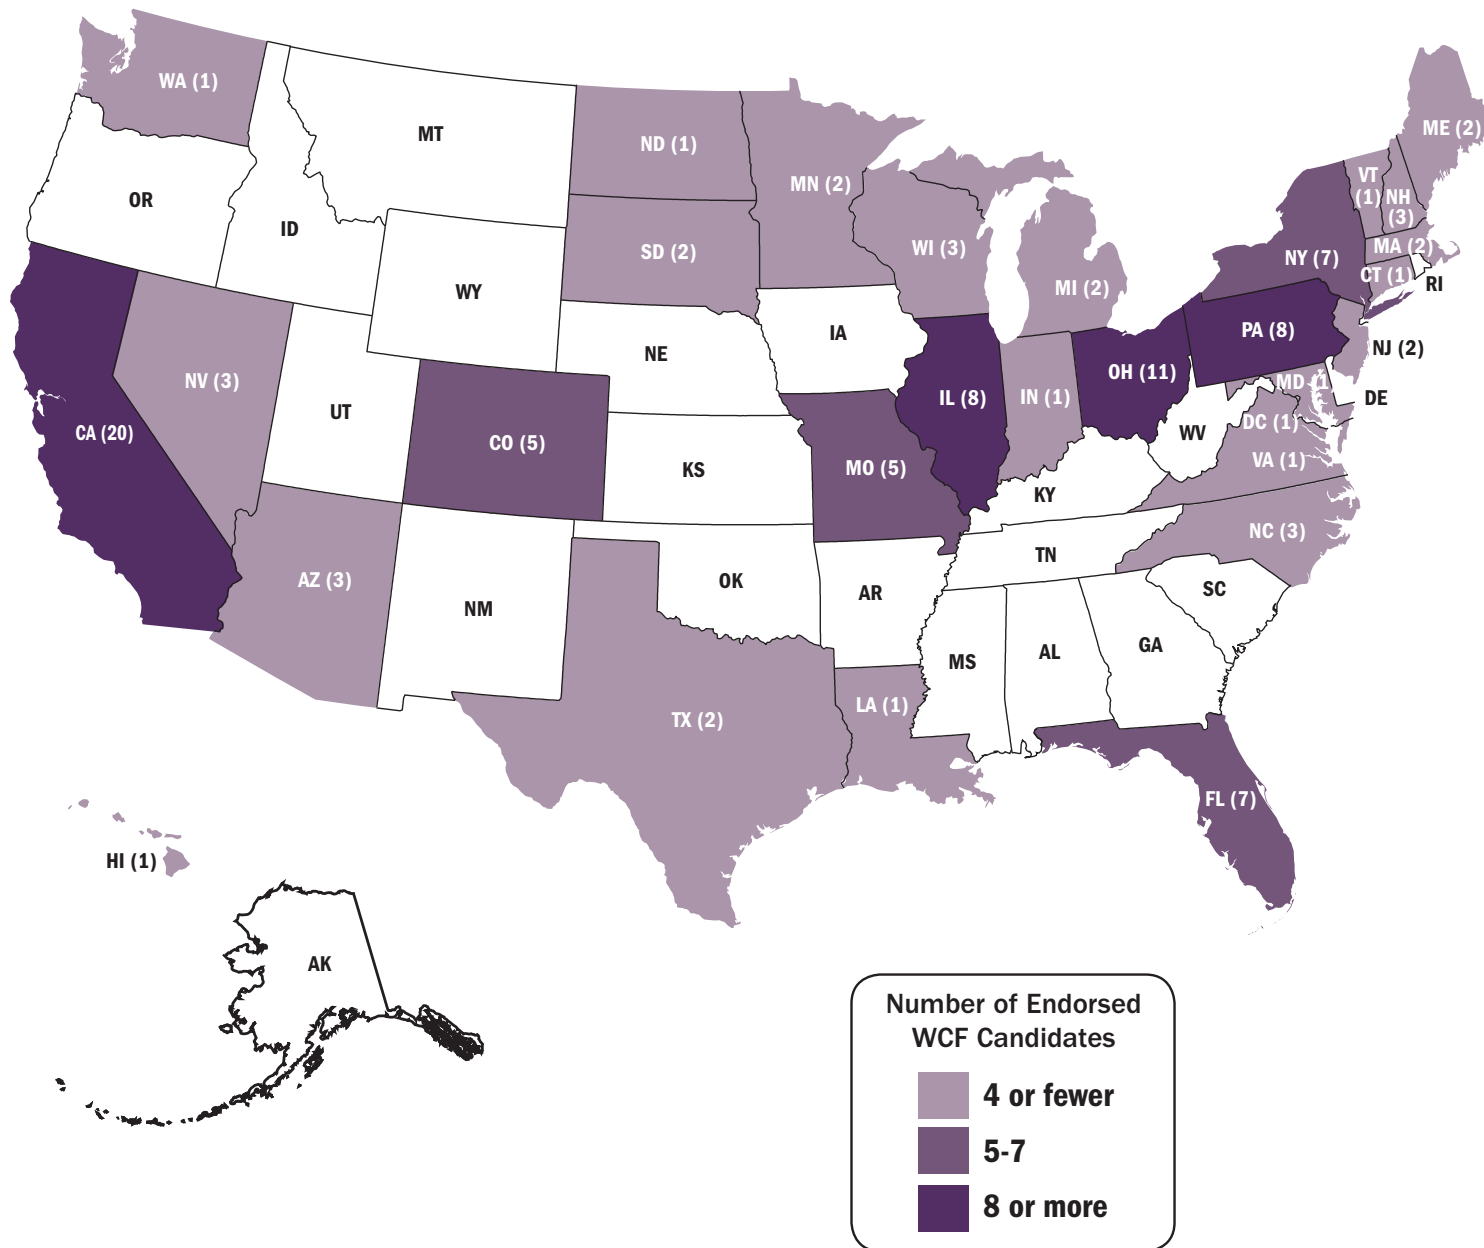 WA (1)
MT
ND (1)
MN (2)
ME (2)
OR
ID
VT
(1)
NH
(3)
WI (3)
SD (2)
MA (2)
NY (7)
CT (1)
RI
WY
MI (2)
IA
PA (8)
NJ (2)
NE
NV (3)
UT
IL (8)
IN (1)
OH (11)
MD (1
DE
CA (20)
CO (5)
KS
MO (5)
WV
DC (1)
VA (1)
KY
NC (3)
TN
AZ (3)
NM
OK
AR
SC
MS
AL
GA
TX (2)
LA (1)
FL (7)
HI (1)
AK
Number of Endorsed
WCF Candidates
4 or fewer
5-7
8 or more